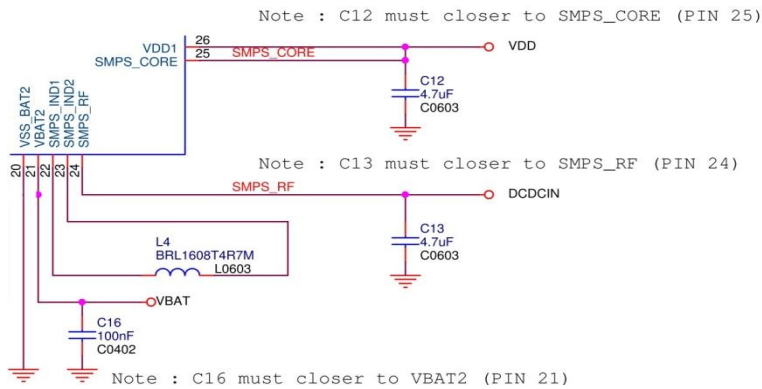 Note : C12 must closer to SMPS_CORE (PIN 25)
VDD1
26
VDD
SMPS_CORE
25
SMPS_CORE
C12
4.7uF
C0603
VSS_BAT2
VBAT2
SMPS_IND1
SMPS_IND2
SMPS_RF
20
21
22
23
24
Note : C13 must closer to SMPS_RF (PIN 24)
SMPS_RF
DCDCIN
C13
4.7uF
C0603
L4
BRL1608T4R7M
L0603
VBAT
C16
100nF
C0402
Note : C16 must closer to VBAT2 (PIN 21)